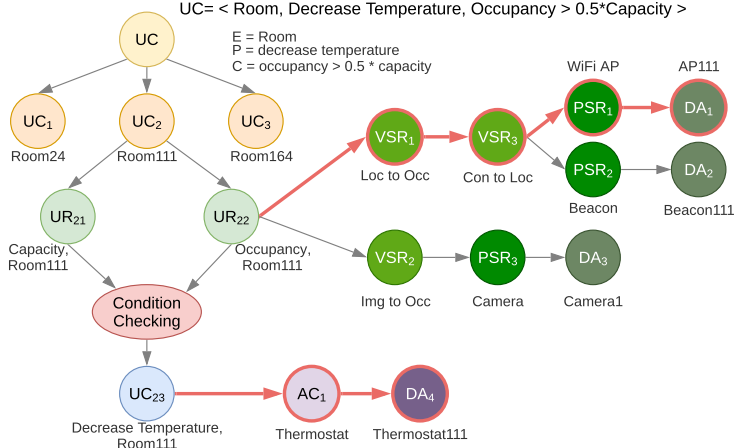 UC= < Room, Decrease Temperature, Occupancy > 0.5*Capacity >
E = Room
P = decrease temperature
C = occupancy > 0.5 * capacity
UC
UC₁
Room24
UC₂
Room111
UC₃
Room164
VSR₁
Loc to Occ
VSR₃
Con to Loc
WiFi AP
PSR₁
AP111
DA₁
PSR₂
Beacon
DA₂
Beacon111
UR₂₁
Capacity,
Room111
UR₂₂
Occupancy,
Room111
VSR₂
Img to Occ
PSR₃
Camera
DA₃
Camera1
Condition
Checking
UC₂₃
Decrease Temperature,
Room111
AC₁
Thermostat
DA₄
Thermostat111